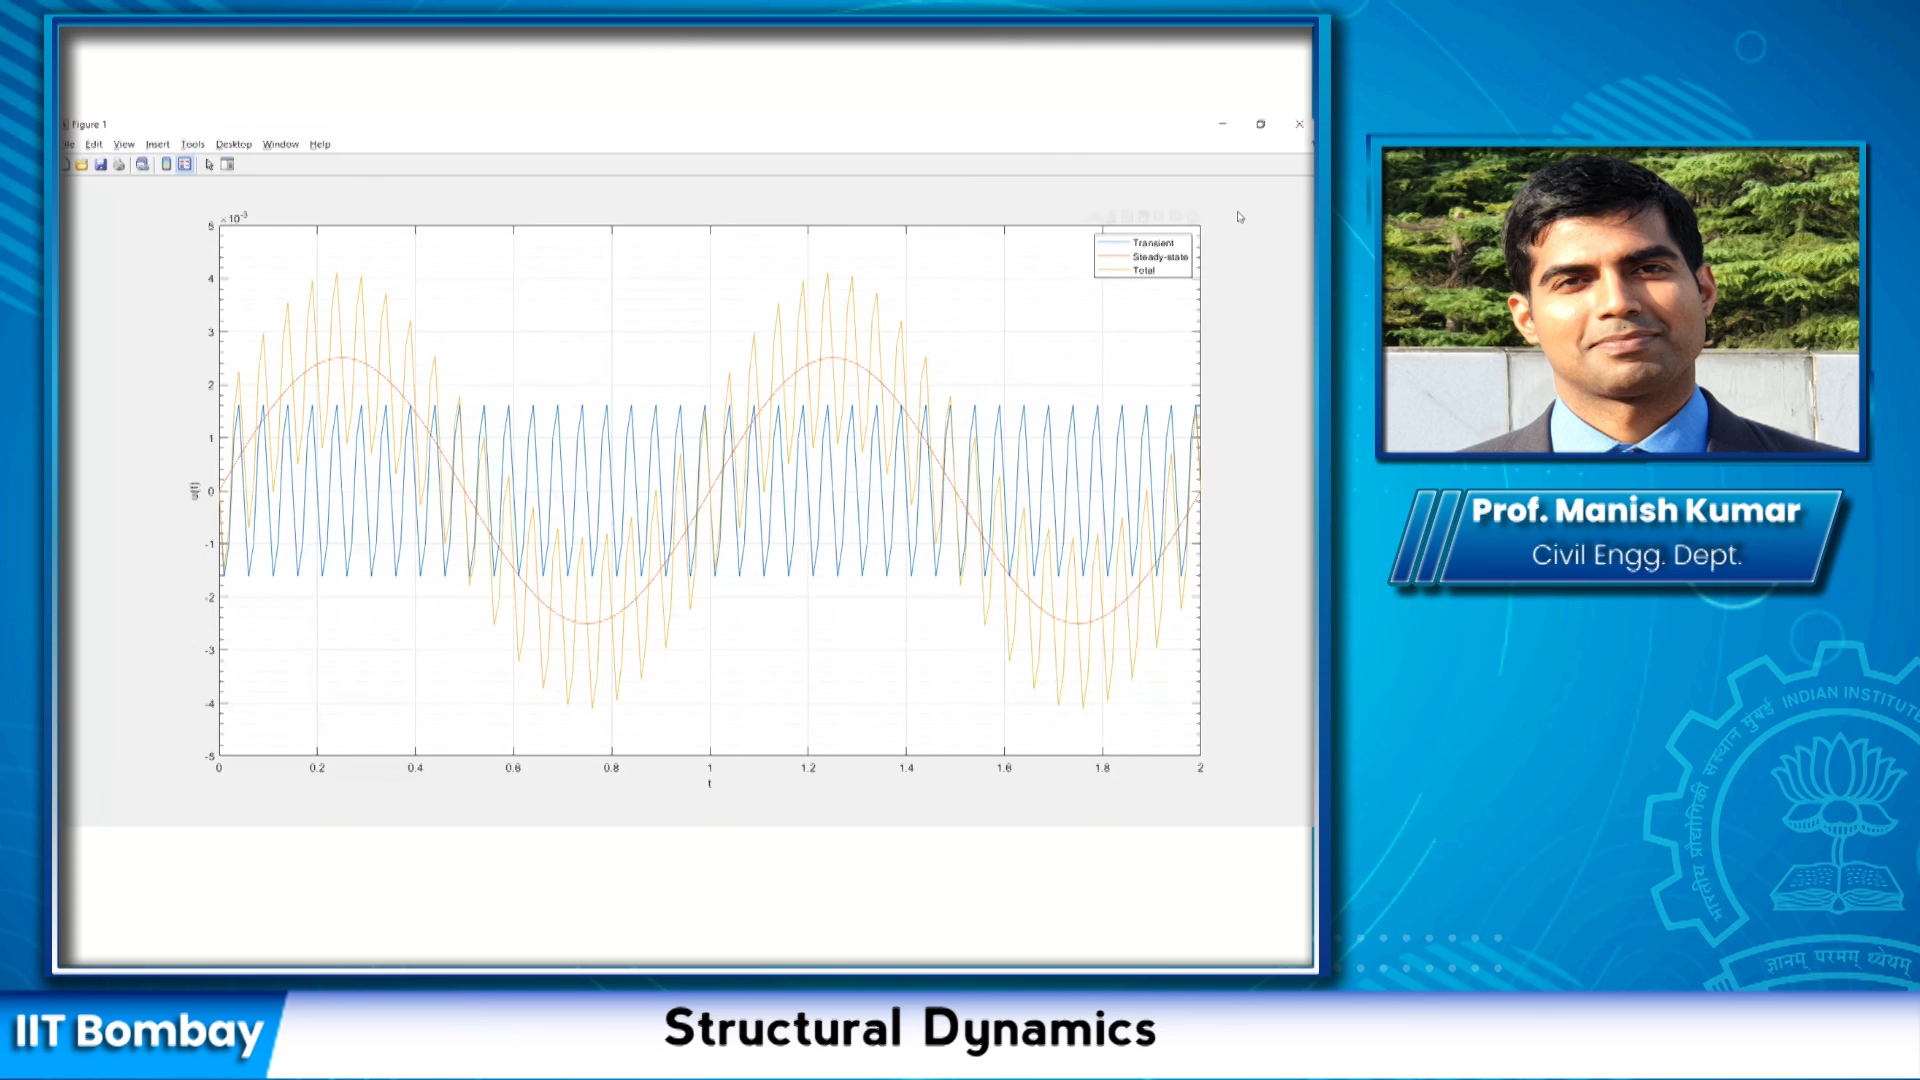 Figure 1
Edit View Insert Tools Desktop Window Help
×10-3
5
4
3
2
1
0
-1
-2
-3
-4
-5
0 0.2 0.4 0.6 0.8 1 1.2 1.4 1.6 1.8 2
t
Transient
Steady-state
Total
Prof. Manish Kumar
Civil Engg. Dept.
INDIAN INSTITUTE
मुंबई
भारतीय प्रौद्योगिकी संस्थान
ज्ञानम् परमम् ध्येयम्
IIT Bombay
Structural Dynamics